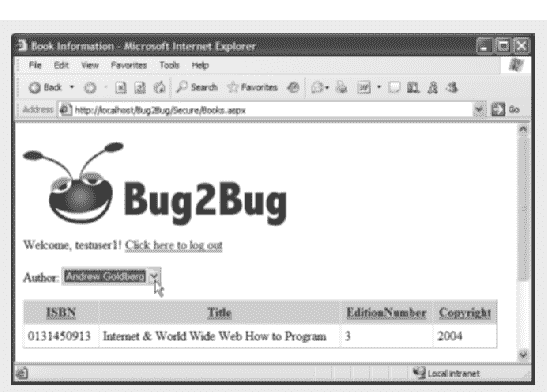 Book Information - Microsoft Internet Explorer
File Edit View Favorites Tools Help
Back Search Favorites
Address http://localhost/Bug2Bug/Secure/Books.aspx Go
Bug2Bug
Welcome, testuser1! Click here to log out
Author: Andrew Goldberg
ISBN Title EditionNumber Copyright
0131450913 Internet & World Wide Web How to Program 3 2004
Local intranet